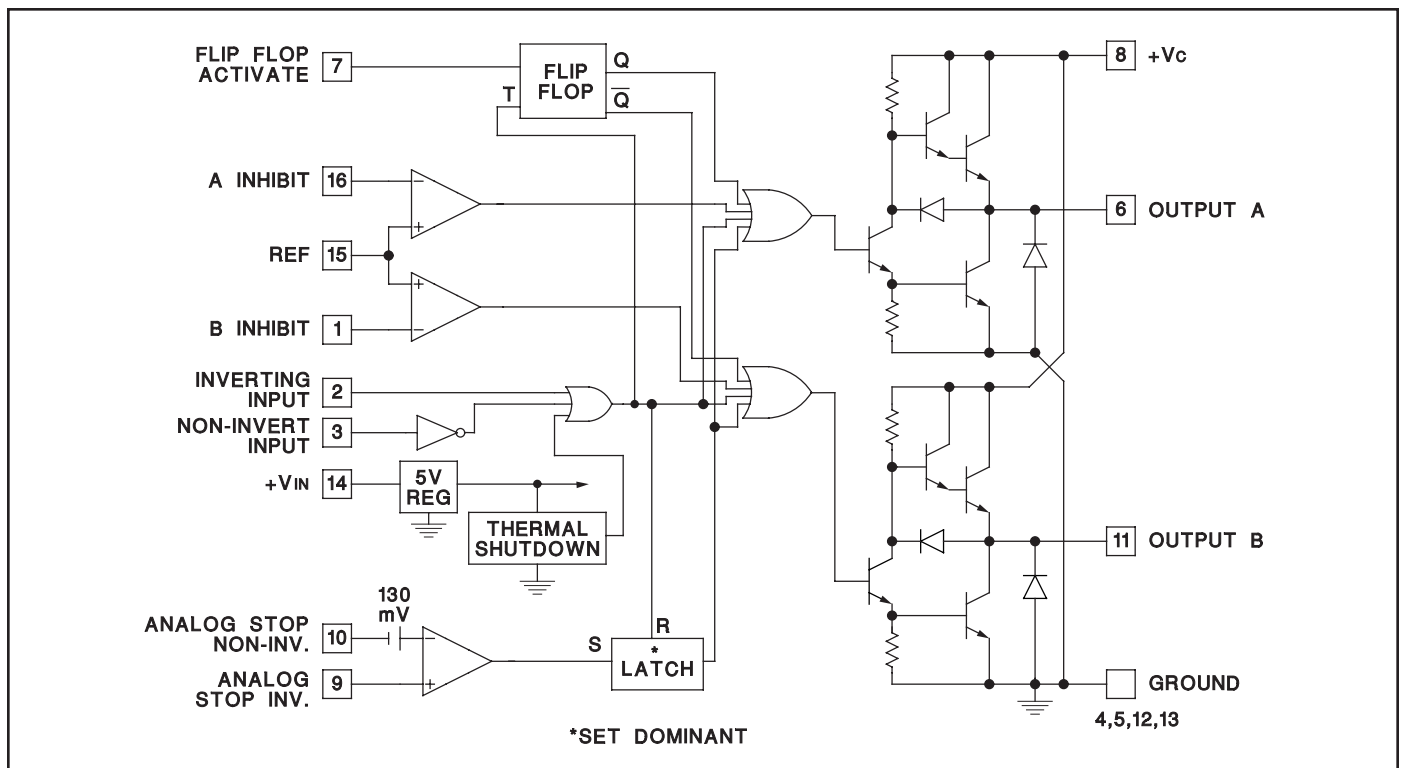 FLIP FLOP
ACTIVATE
7
T
FLIP
FLOP
Q
Q̅
8
+VC
A INHIBIT
16
−
+
REF
15
+
−
B INHIBIT
1
6
OUTPUT A
INVERTING
INPUT
2
NON-INVERT
INPUT
3
+VIN
14
5V
REG
THERMAL
SHUTDOWN
11
OUTPUT B
130
mV
ANALOG STOP
NON-INV.
10
−
+
ANALOG
STOP INV.
9
S
R
*
LATCH
GROUND
4,5,12,13
*SET DOMINANT